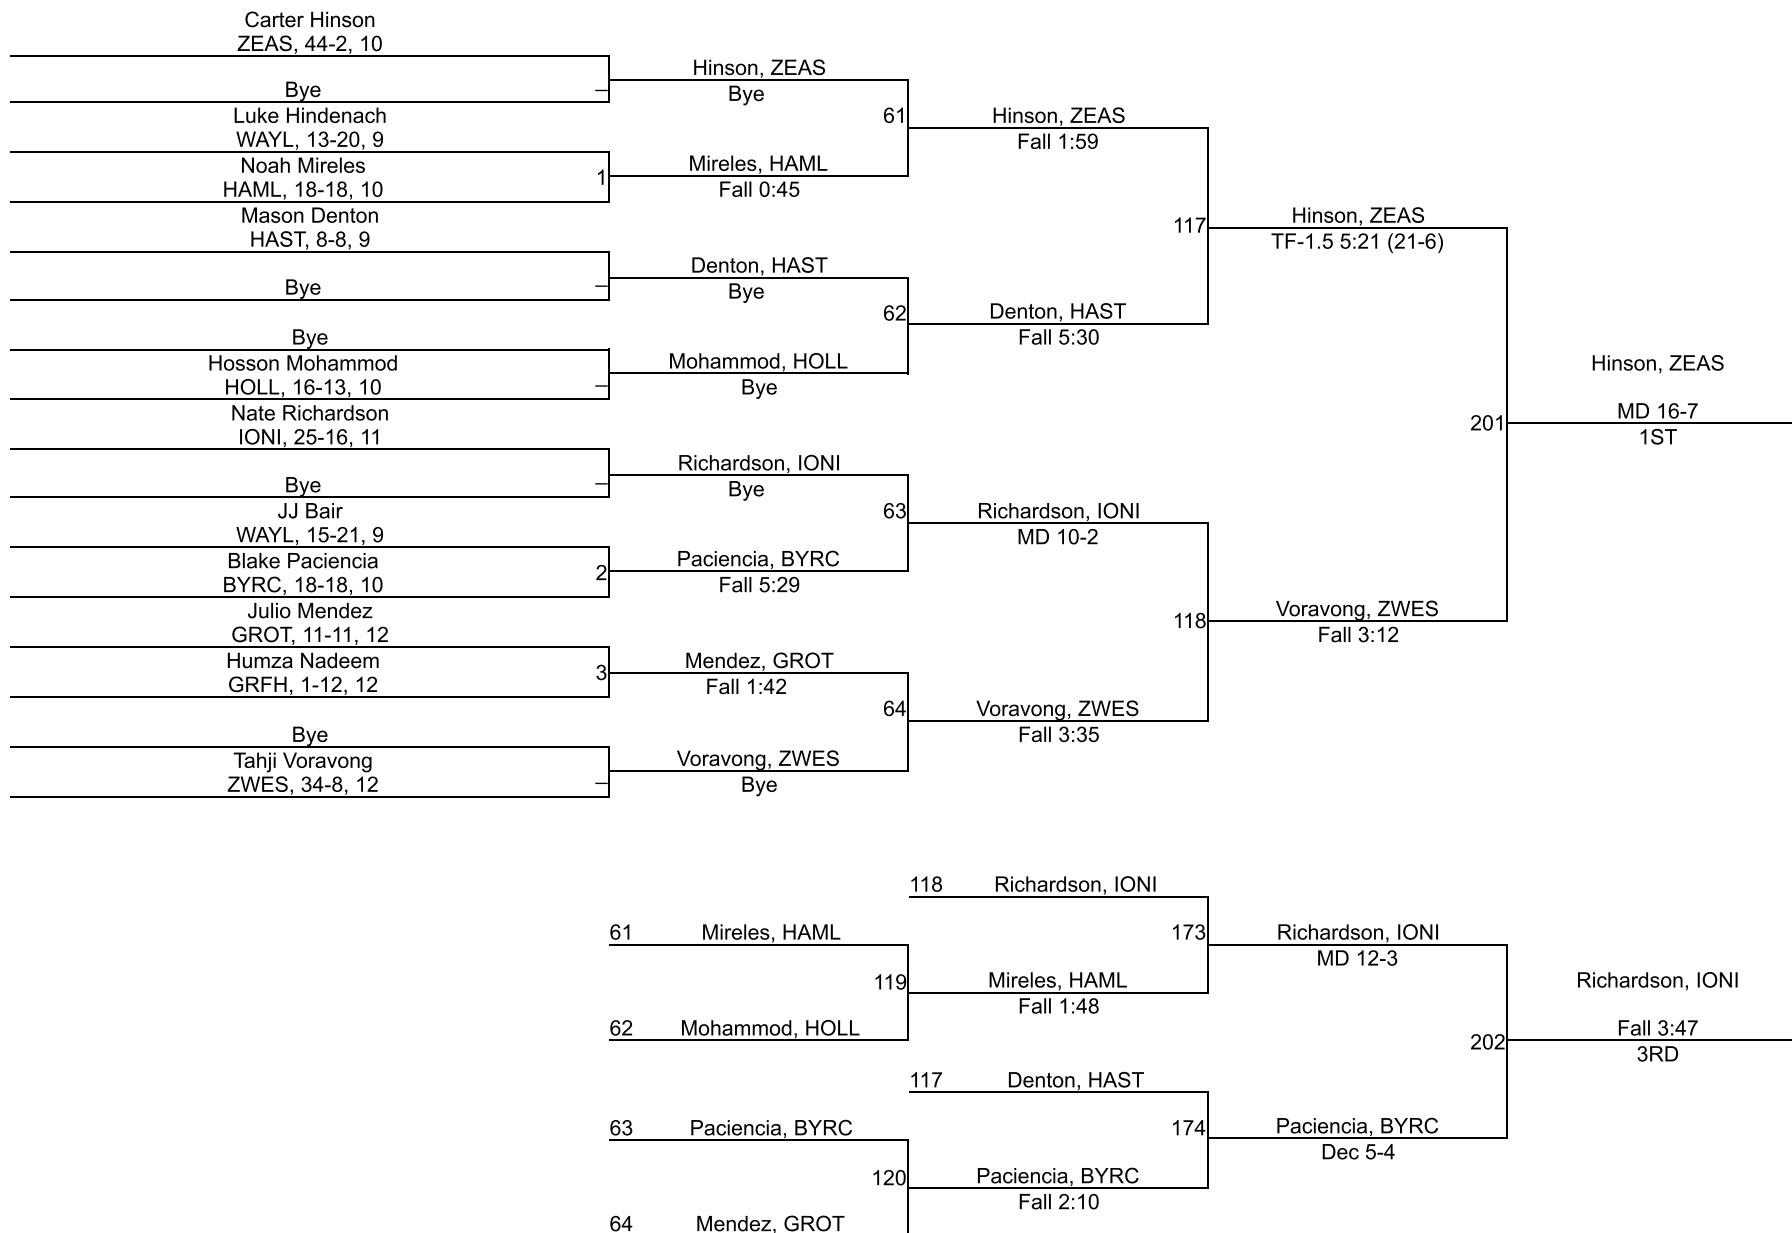 Carter Hinson
ZEAS, 44-2, 10
Bye
–
Luke Hindenach
WAYL, 13-20, 9
Noah Mireles
HAML, 18-18, 10
1
Mason Denton
HAST, 8-8, 9
Bye
–
Bye
Hosson Mohammod
HOLL, 16-13, 10
–
Nate Richardson
IONI, 25-16, 11
Bye
–
JJ Bair
WAYL, 15-21, 9
Blake Paciencia
BYRC, 18-18, 10
2
Julio Mendez
GROT, 11-11, 12
Humza Nadeem
GRFH, 1-12, 12
3
Bye
Tahji Voravong
ZWES, 34-8, 12
–
Hinson, ZEAS
Bye
61
Mireles, HAML
Fall 0:45
Denton, HAST
Bye
62
Mohammod, HOLL
Bye
Richardson, IONI
Bye
63
Paciencia, BYRC
Fall 5:29
Mendez, GROT
Fall 1:42
64
Voravong, ZWES
Bye
Hinson, ZEAS
Fall 1:59
117
Denton, HAST
Fall 5:30
Richardson, IONI
MD 10-2
118
Voravong, ZWES
Fall 3:35
Hinson, ZEAS
TF-1.5 5:21 (21-6)
201
Voravong, ZWES
Fall 3:12
Hinson, ZEAS
MD 16-7
1ST
118 Richardson, IONI
61 Mireles, HAML
173
119
Mireles, HAML
Fall 1:48
62 Mohammod, HOLL
117 Denton, HAST
63 Paciencia, BYRC
174
120
Paciencia, BYRC
Fall 2:10
64 Mendez, GROT
Richardson, IONI
MD 12-3
202
Paciencia, BYRC
Dec 5-4
Richardson, IONI
Fall 3:47
3RD